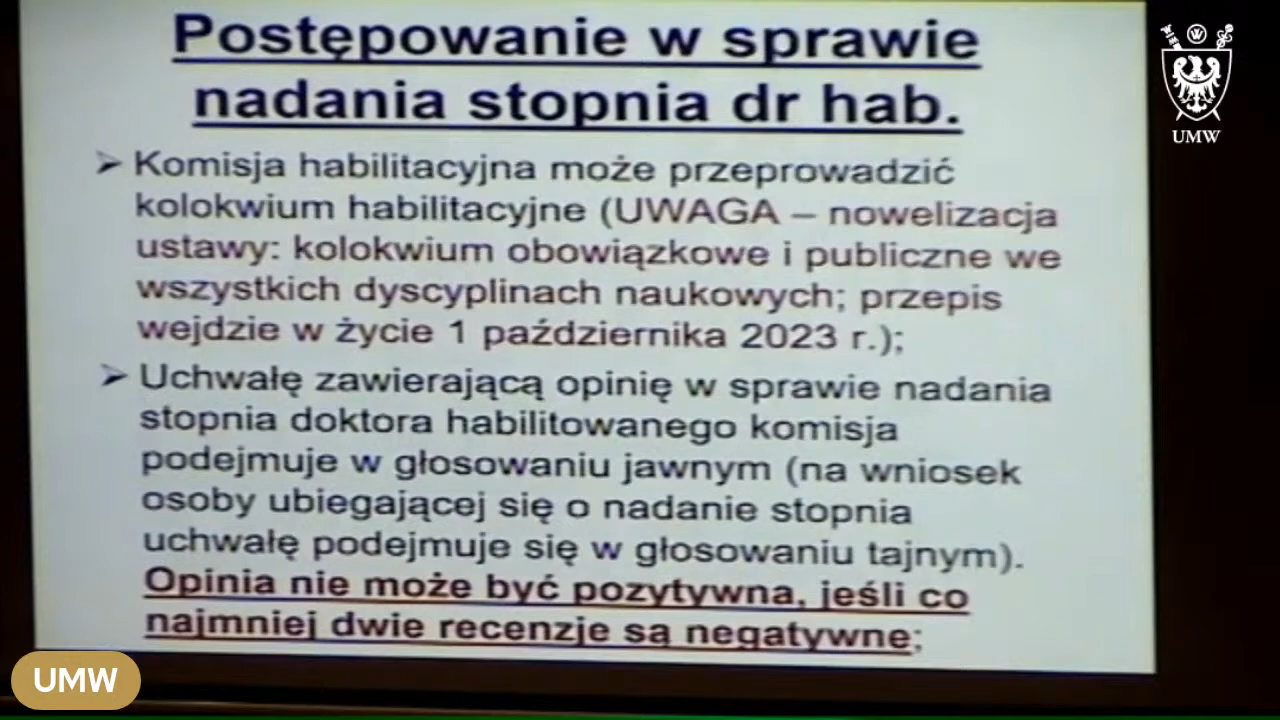 Postępowanie w sprawie
nadania stopnia dr hab.
UMW
➢ Komisja habilitacyjna może przeprowadzić
kolokwium habilitacyjne (UWAGA – nowelizacja
ustawy: kolokwium obowiązkowe i publiczne we
wszystkich dyscyplinach naukowych; przepis
wejdzie w życie 1 października 2023 r.);
➢ Uchwałę zawierającą opinię w sprawie nadania
stopnia doktora habilitowanego komisja
podejmuje w głosowaniu jawnym (na wniosek
osoby ubiegającej się o nadanie stopnia
uchwałę podejmuje się w głosowaniu tajnym).
Opinia nie może być pozytywna, jeśli co
najmniej dwie recenzje są negatywne;
UMW